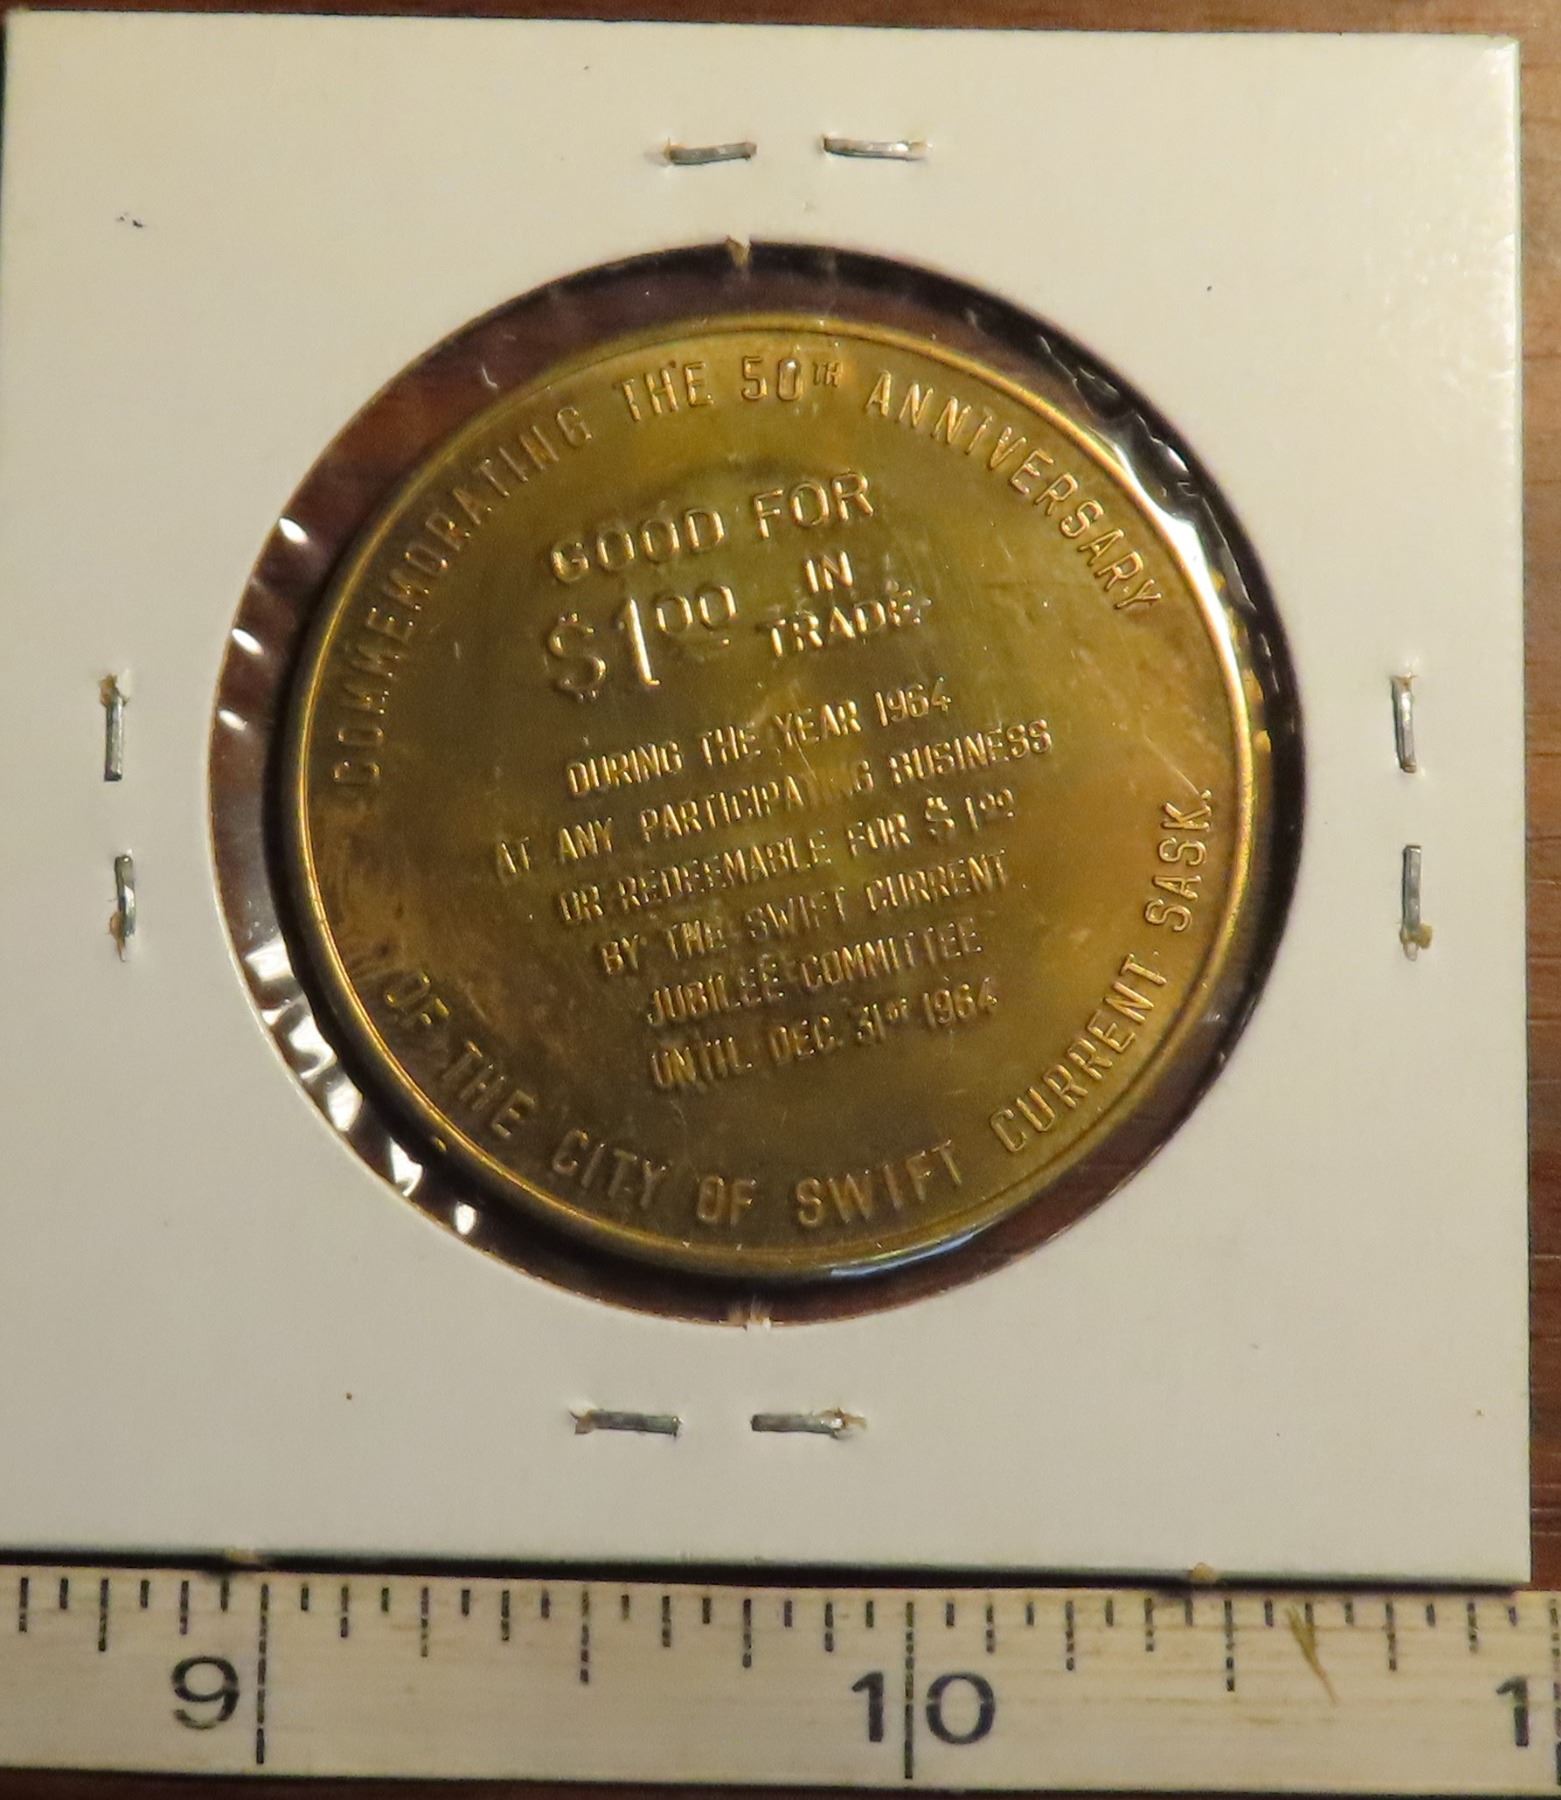 COMMEMORATING THE 50TH ANNIVERSARY
GOOD FOR
$1.00 IN TRADE
DURING THE YEAR 1964
AT ANY PARTICIPATING BUSINESS
OR REDEEMABLE FOR $1.00
BY THE SWIFT CURRENT
JUBILEE COMMITTEE
UNTIL DEC. 31ST 1964
OF THE CITY OF SWIFT CURRENT SASK.
9 10 1